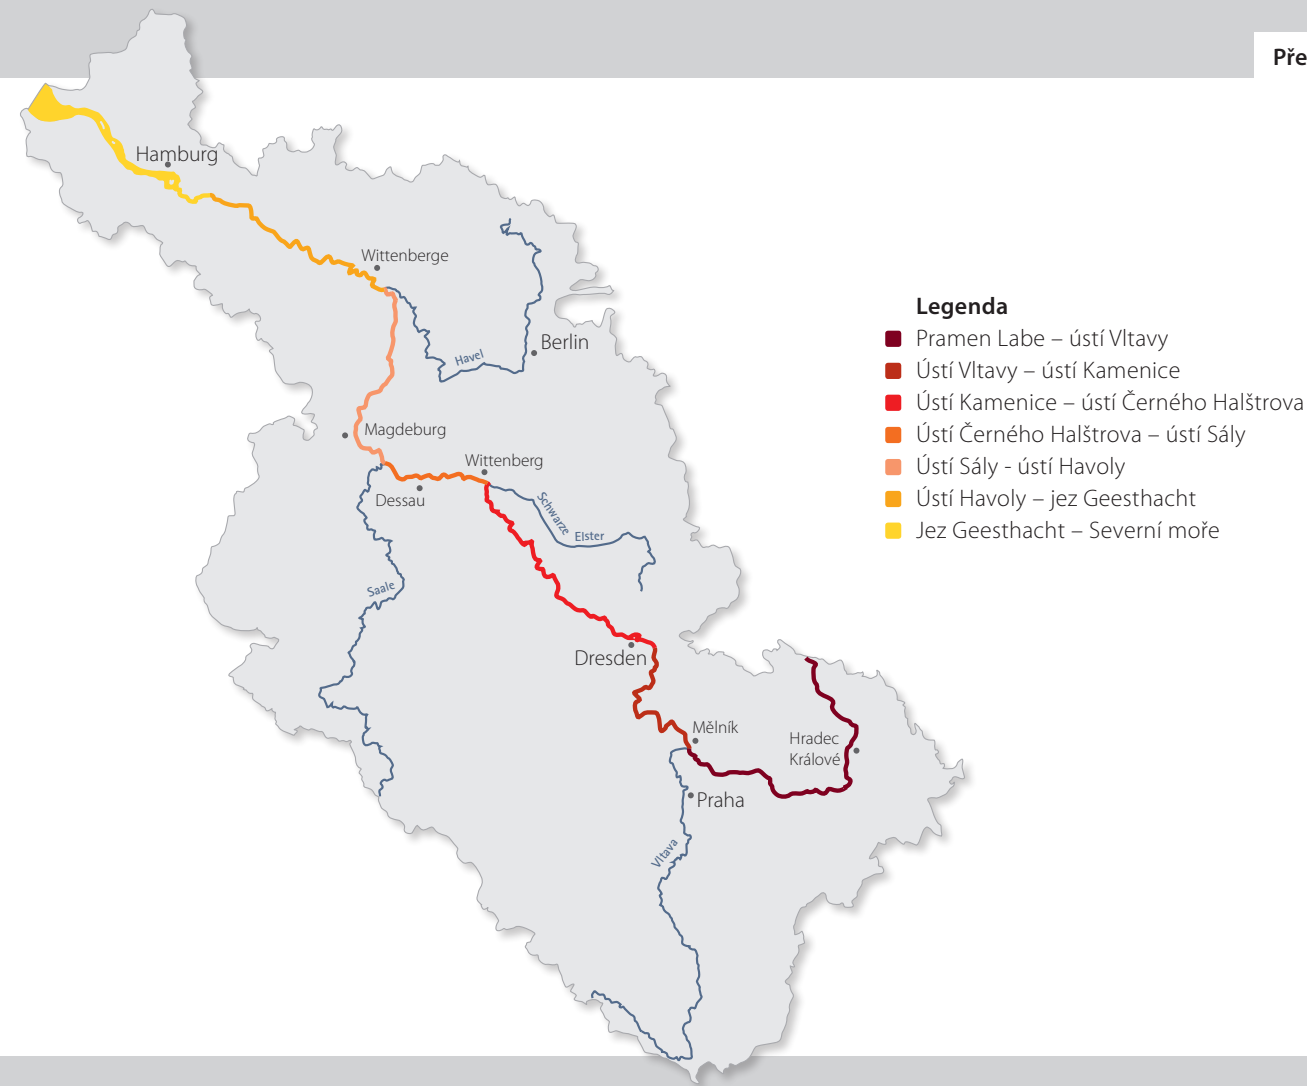 Pře
Hamburg
Wittenberge
Berlin
Havel
Magdeburg
Wittenberg
Dessau
Schwarze
Elster
Saale
Dresden
Mělník
Hradec
Králové
Praha
Vltava
Legenda
Pramen Labe – ústí Vltavy
Ústí Vltavy – ústí Kamenice
Ústí Kamenice – ústí Černého Halštrova
Ústí Černého Halštrova – ústí Sály
Ústí Sály - ústí Havoly
Ústí Havoly – jez Geesthacht
Jez Geesthacht – Severní moře